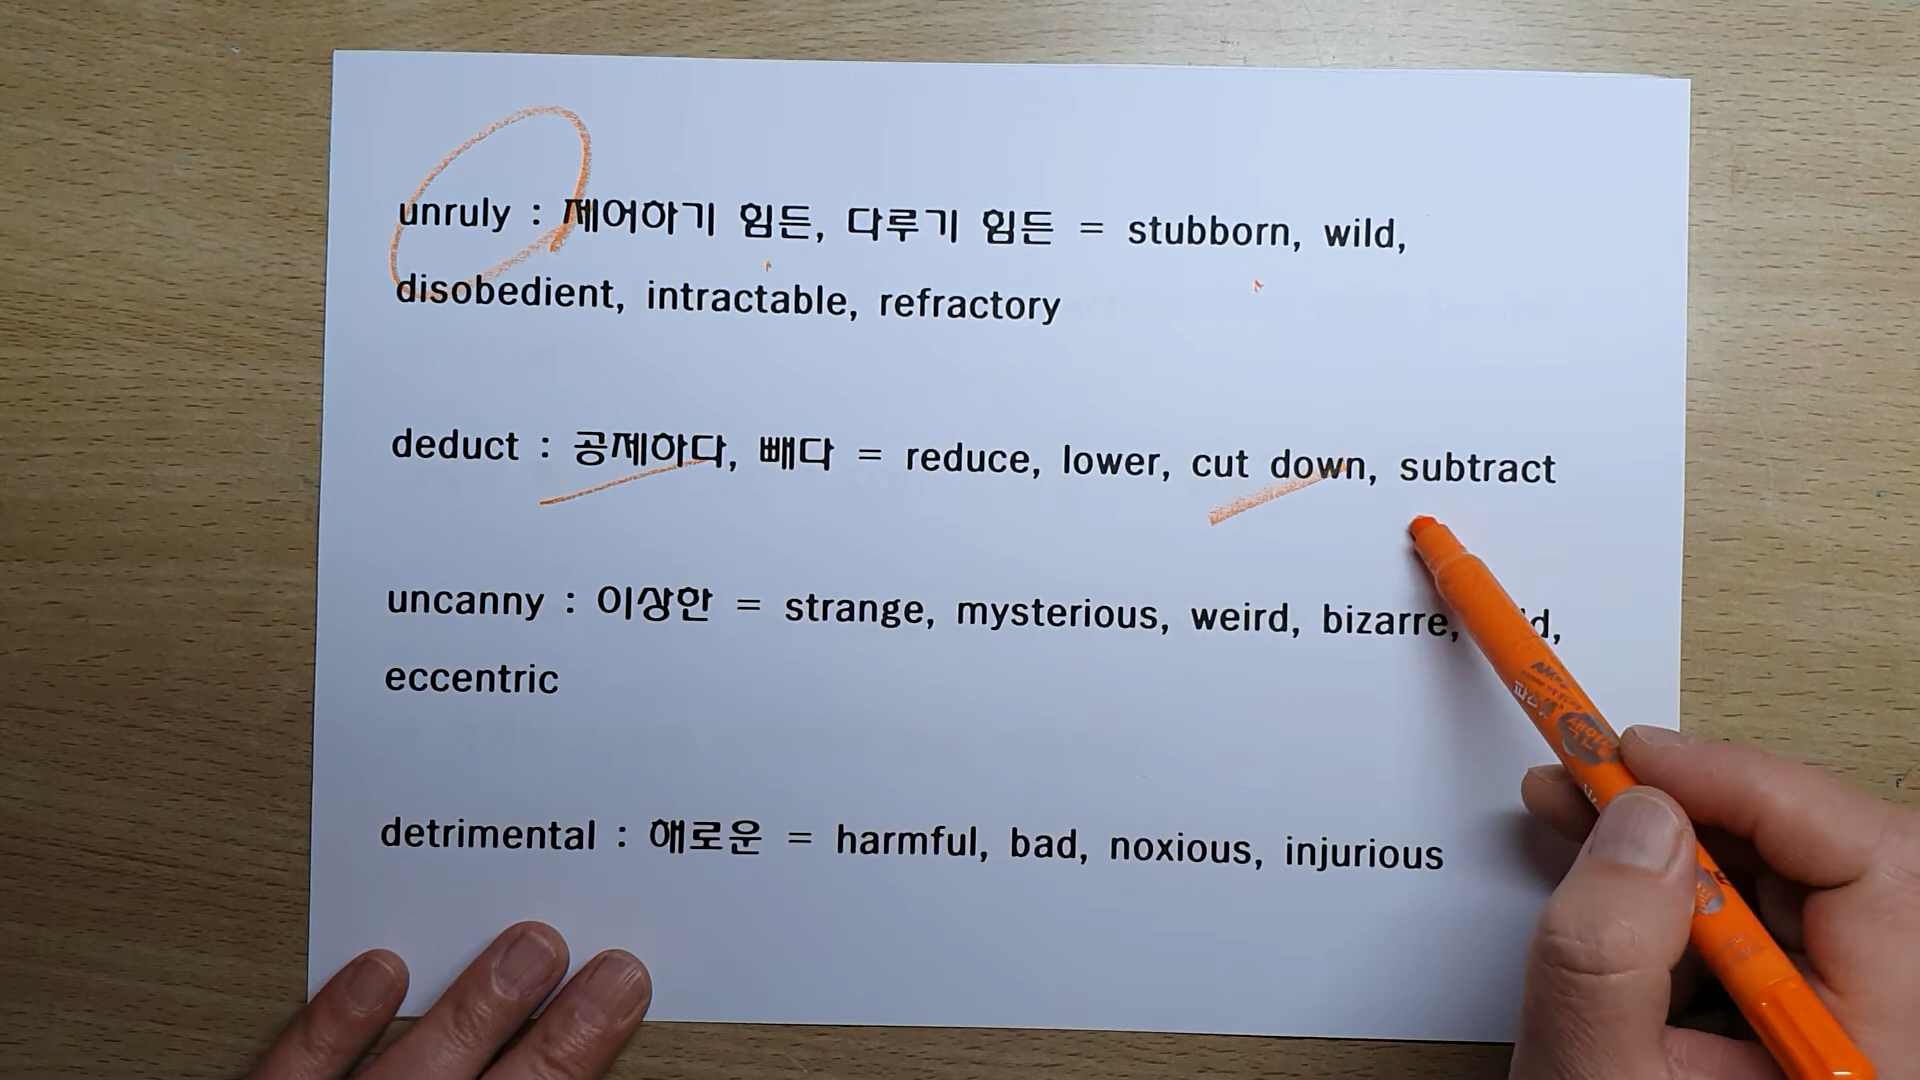 unruly : 제어하기 힘든, 다루기 힘든 = stubborn, wild,
disobedient, intractable, refractory
deduct : 공제하다, 빼다 = reduce, lower, cut down, subtract
uncanny : 이상한 = strange, mysterious, weird, bizarre,
eccentric
detrimental : 해로운 = harmful, bad, noxious, injurious